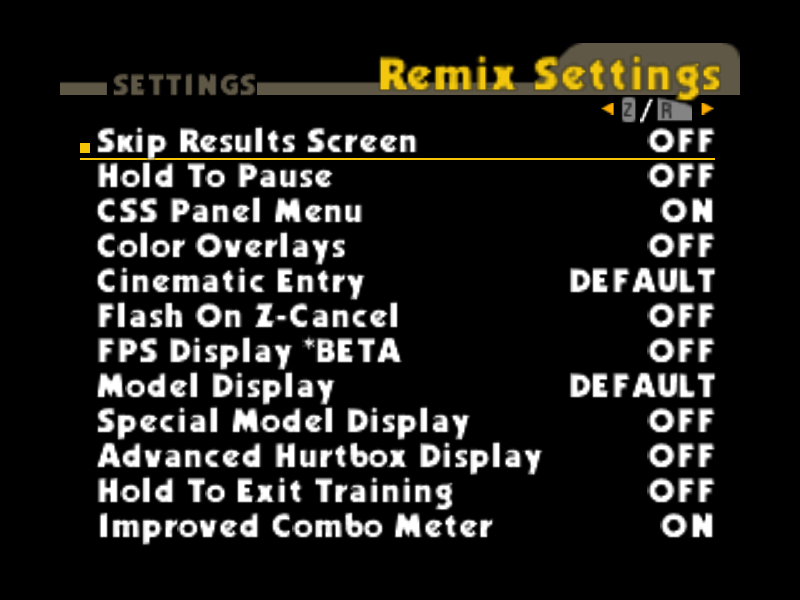 SETTINGS Remix Settings
Z/R
Skip Results Screen OFF
Hold To Pause OFF
CSS Panel Menu ON
Color Overlays OFF
Cinematic Entry DEFAULT
Flash On Z-Cancel OFF
FPS Display *BETA OFF
Model Display DEFAULT
Special Model Display OFF
Advanced Hurtbox Display OFF
Hold To Exit Training OFF
Improved Combo Meter ON